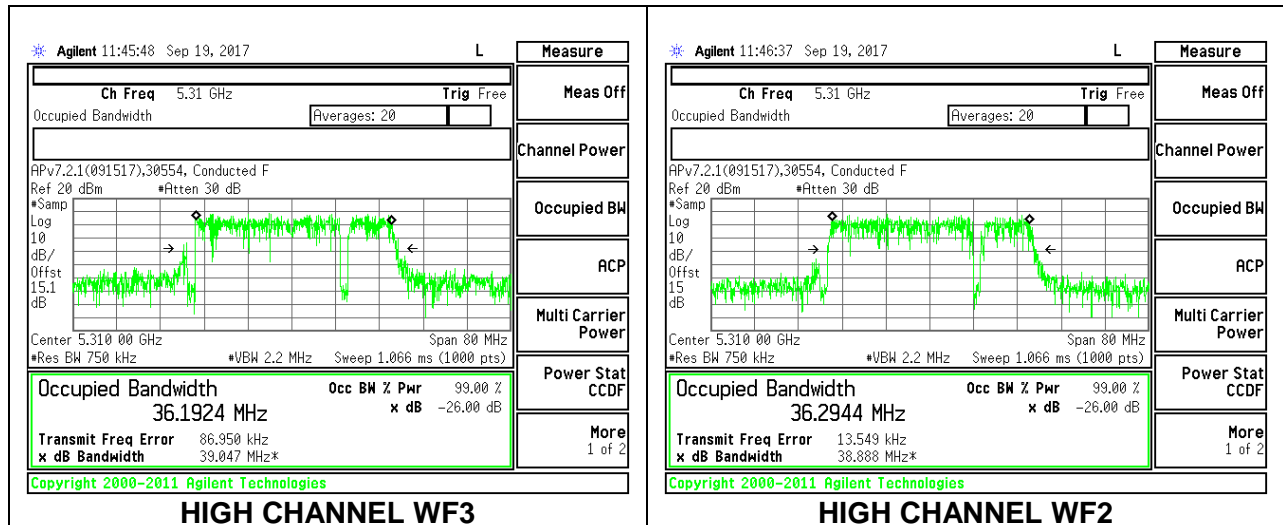 Agilent 11:45:48 Sep 19, 2017 L
Measure
Ch Freq 5.31 GHz Trig Free
Occupied Bandwidth Averages: 20
APv7.2.1(091517),30554, Conducted F
Ref 20 dBm #Atten 30 dB
#Samp
Log
10
dB/
Offst
15.1
dB
Center 5.310 00 GHz Span 80 MHz
#Res BW 750 kHz #VBW 2.2 MHz Sweep 1.066 ms (1000 pts)
Occupied Bandwidth Occ BW % Pwr 99.00 %
36.1924 MHz x dB -26.00 dB
Transmit Freq Error 86.950 kHz
x dB Bandwidth 39.047 MHz*
Copyright 2000-2011 Agilent Technologies
Meas Off
Channel Power
Occupied BW
ACP
Multi Carrier
Power
Power Stat
CCDF
More
1 of 2
HIGH CHANNEL WF3
Agilent 11:46:37 Sep 19, 2017 L
Measure
Ch Freq 5.31 GHz Trig Free
Occupied Bandwidth Averages: 20
APv7.2.1(091517),30554, Conducted F
Ref 20 dBm #Atten 30 dB
#Samp
Log
10
dB/
Offst
15
dB
Center 5.310 00 GHz Span 80 MHz
#Res BW 750 kHz #VBW 2.2 MHz Sweep 1.066 ms (1000 pts)
Occupied Bandwidth Occ BW % Pwr 99.00 %
36.2944 MHz x dB -26.00 dB
Transmit Freq Error 13.549 kHz
x dB Bandwidth 38.888 MHz*
Copyright 2000-2011 Agilent Technologies
Meas Off
Channel Power
Occupied BW
ACP
Multi Carrier
Power
Power Stat
CCDF
More
1 of 2
HIGH CHANNEL WF2